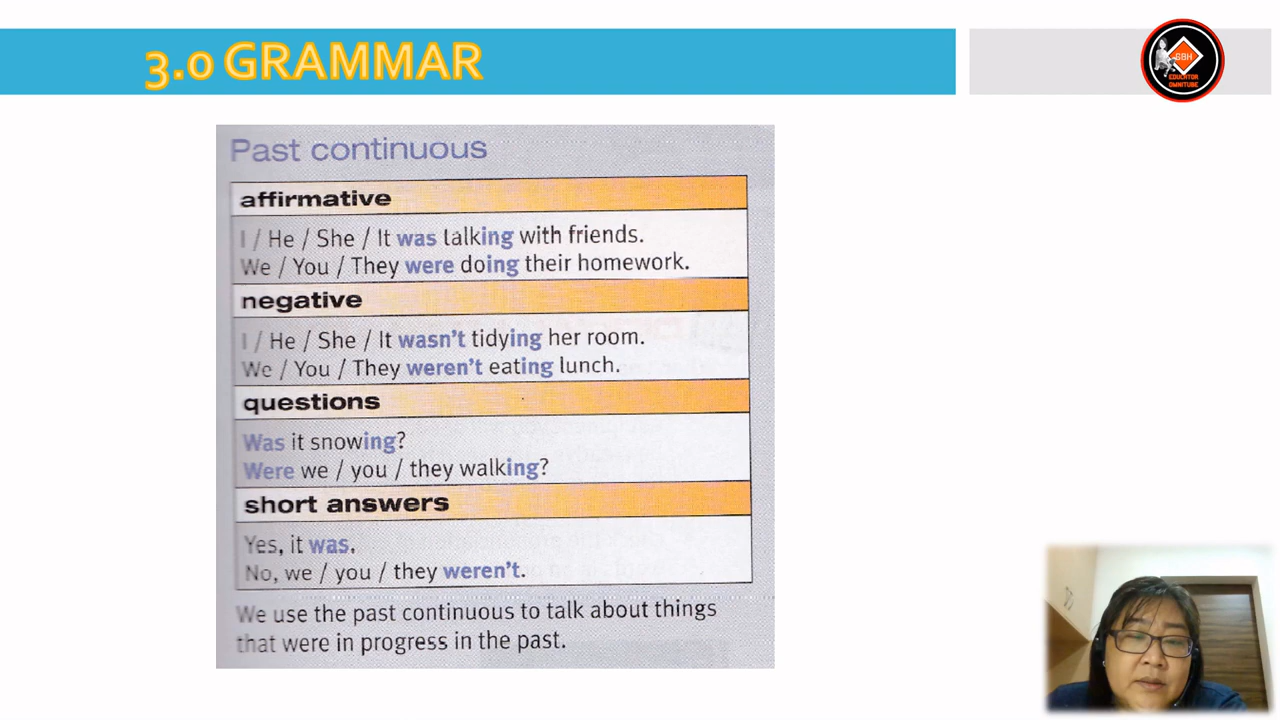 3.0 GRAMMAR
GBH
EDUCATOR
OMNITUBE
Past continuous
affirmative
I / He / She / It was talking with friends.
We / You / They were doing their homework.
negative
I / He / She / It wasn't tidying her room.
We / You / They weren't eating lunch.
questions
Was it snowing?
Were we / you / they walking?
short answers
Yes, it was.
No, we / you / they weren't.
We use the past continuous to talk about things
that were in progress in the past.